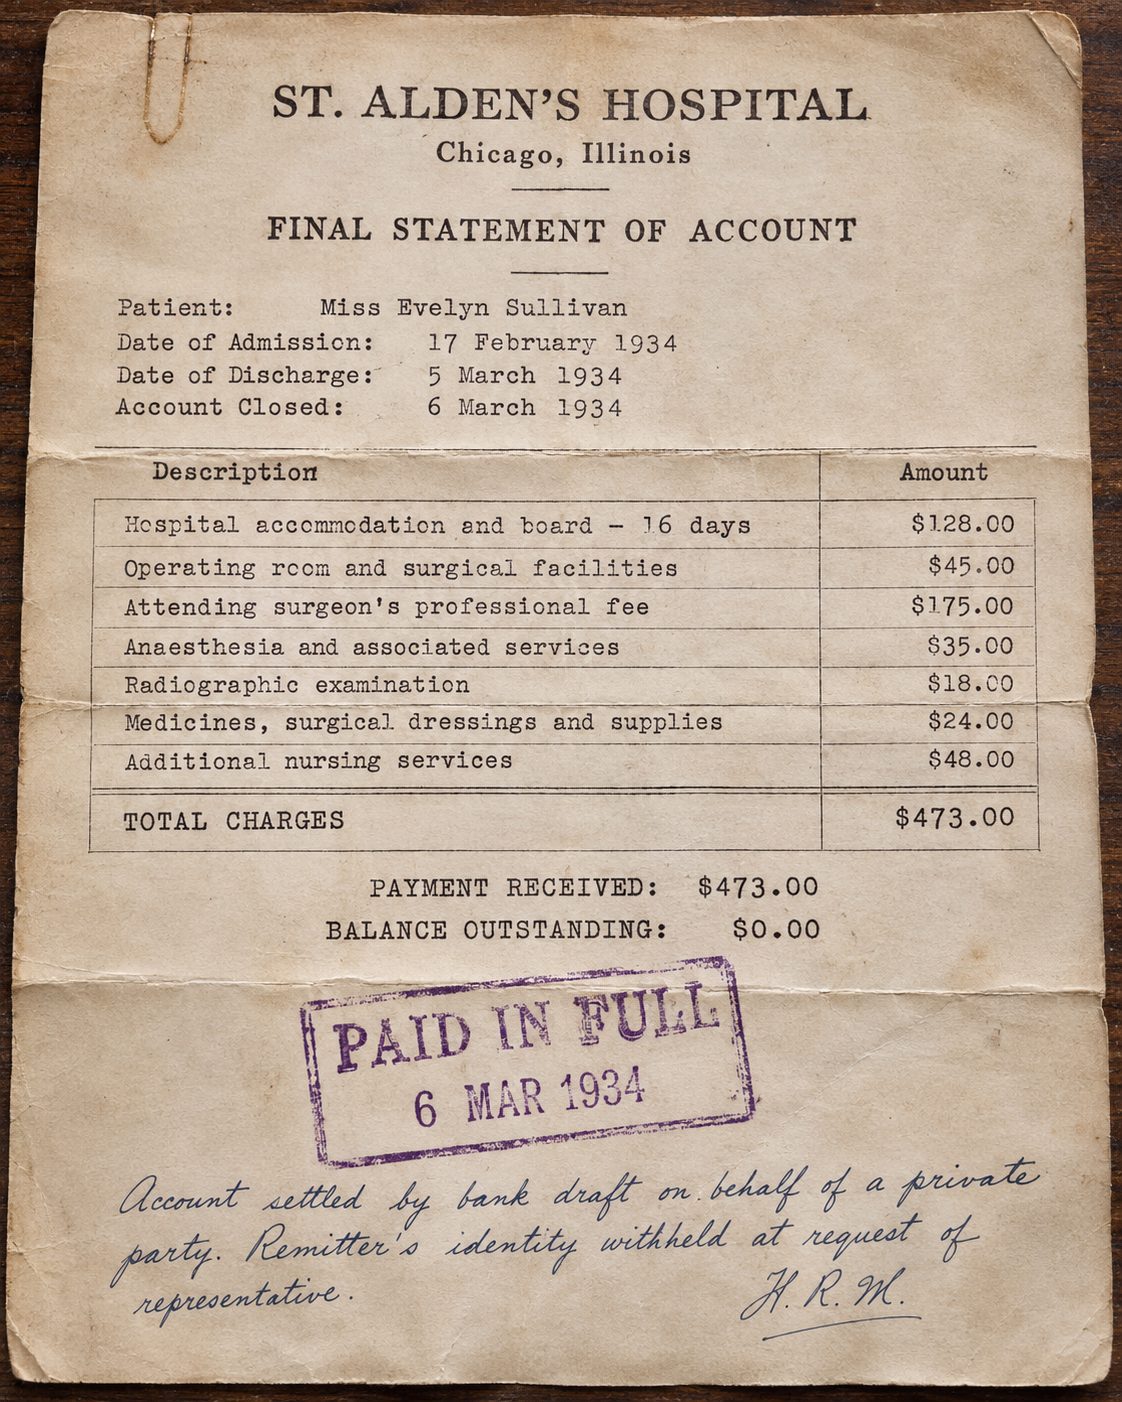 ST. ALDEN'S HOSPITAL
Chicago, Illinois
FINAL STATEMENT OF ACCOUNT
Patient: Miss Evelyn Sullivan
Date of Admission: 17 February 1934
Date of Discharge: 5 March 1934
Account Closed: 6 March 1934
Description Amount
Hospital accommodation and board – 16 days $128.00
Operating room and surgical facilities $45.00
Attending surgeon's professional fee $175.00
Anaesthesia and associated services $35.00
Radiographic examination $18.00
Medicines, surgical dressings and supplies $24.00
Additional nursing services $48.00
TOTAL CHARGES $473.00
PAYMENT RECEIVED: $473.00
BALANCE OUTSTANDING: $0.00
PAID IN FULL
6 MAR 1934
Account settled by bank draft on behalf of a private
party. Remitter's identity withheld at request of
representative.
H. R. M.